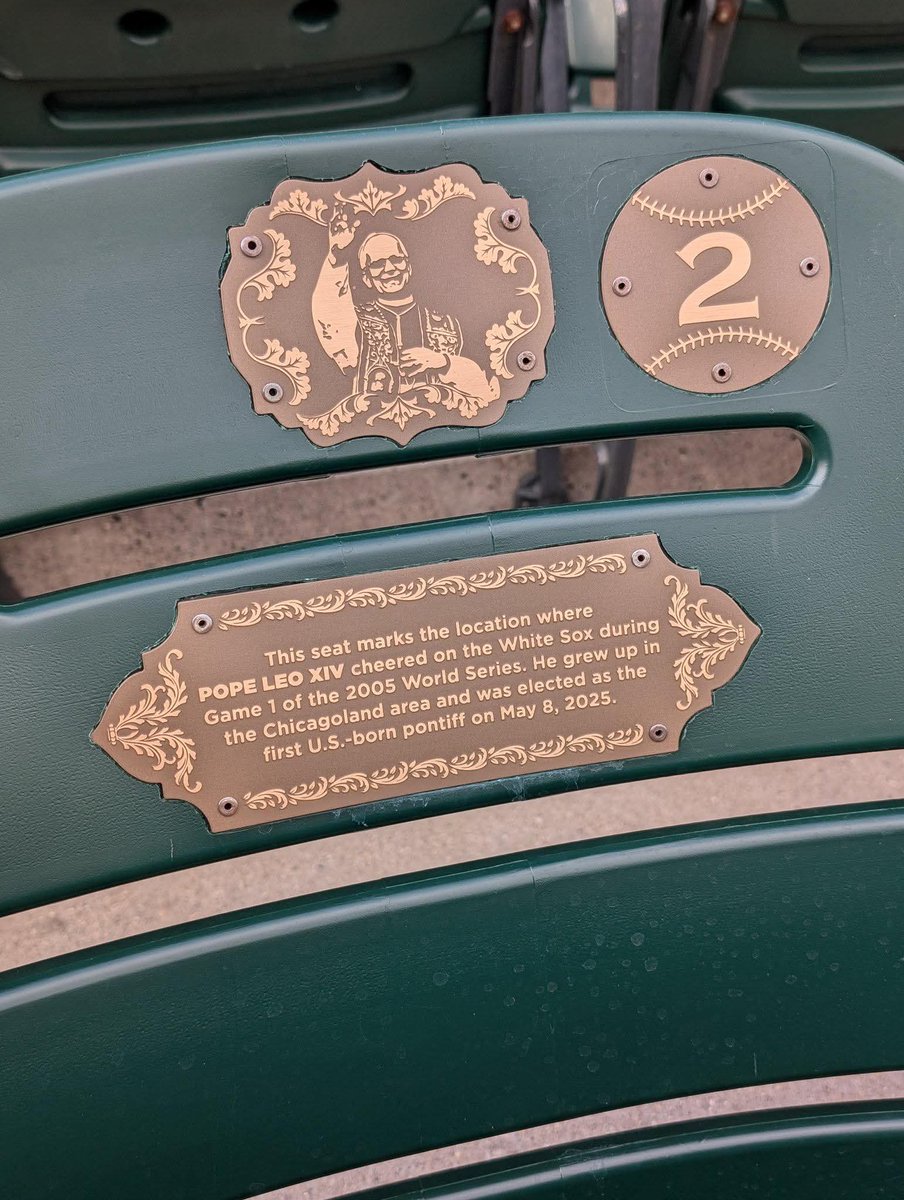 2
This seat marks the location where
POPE LEO XIV cheered on the White Sox during
Game 1 of the 2005 World Series. He grew up in
the Chicagoland area and was elected as the
first U.S.-born pontiff on May 8, 2025.